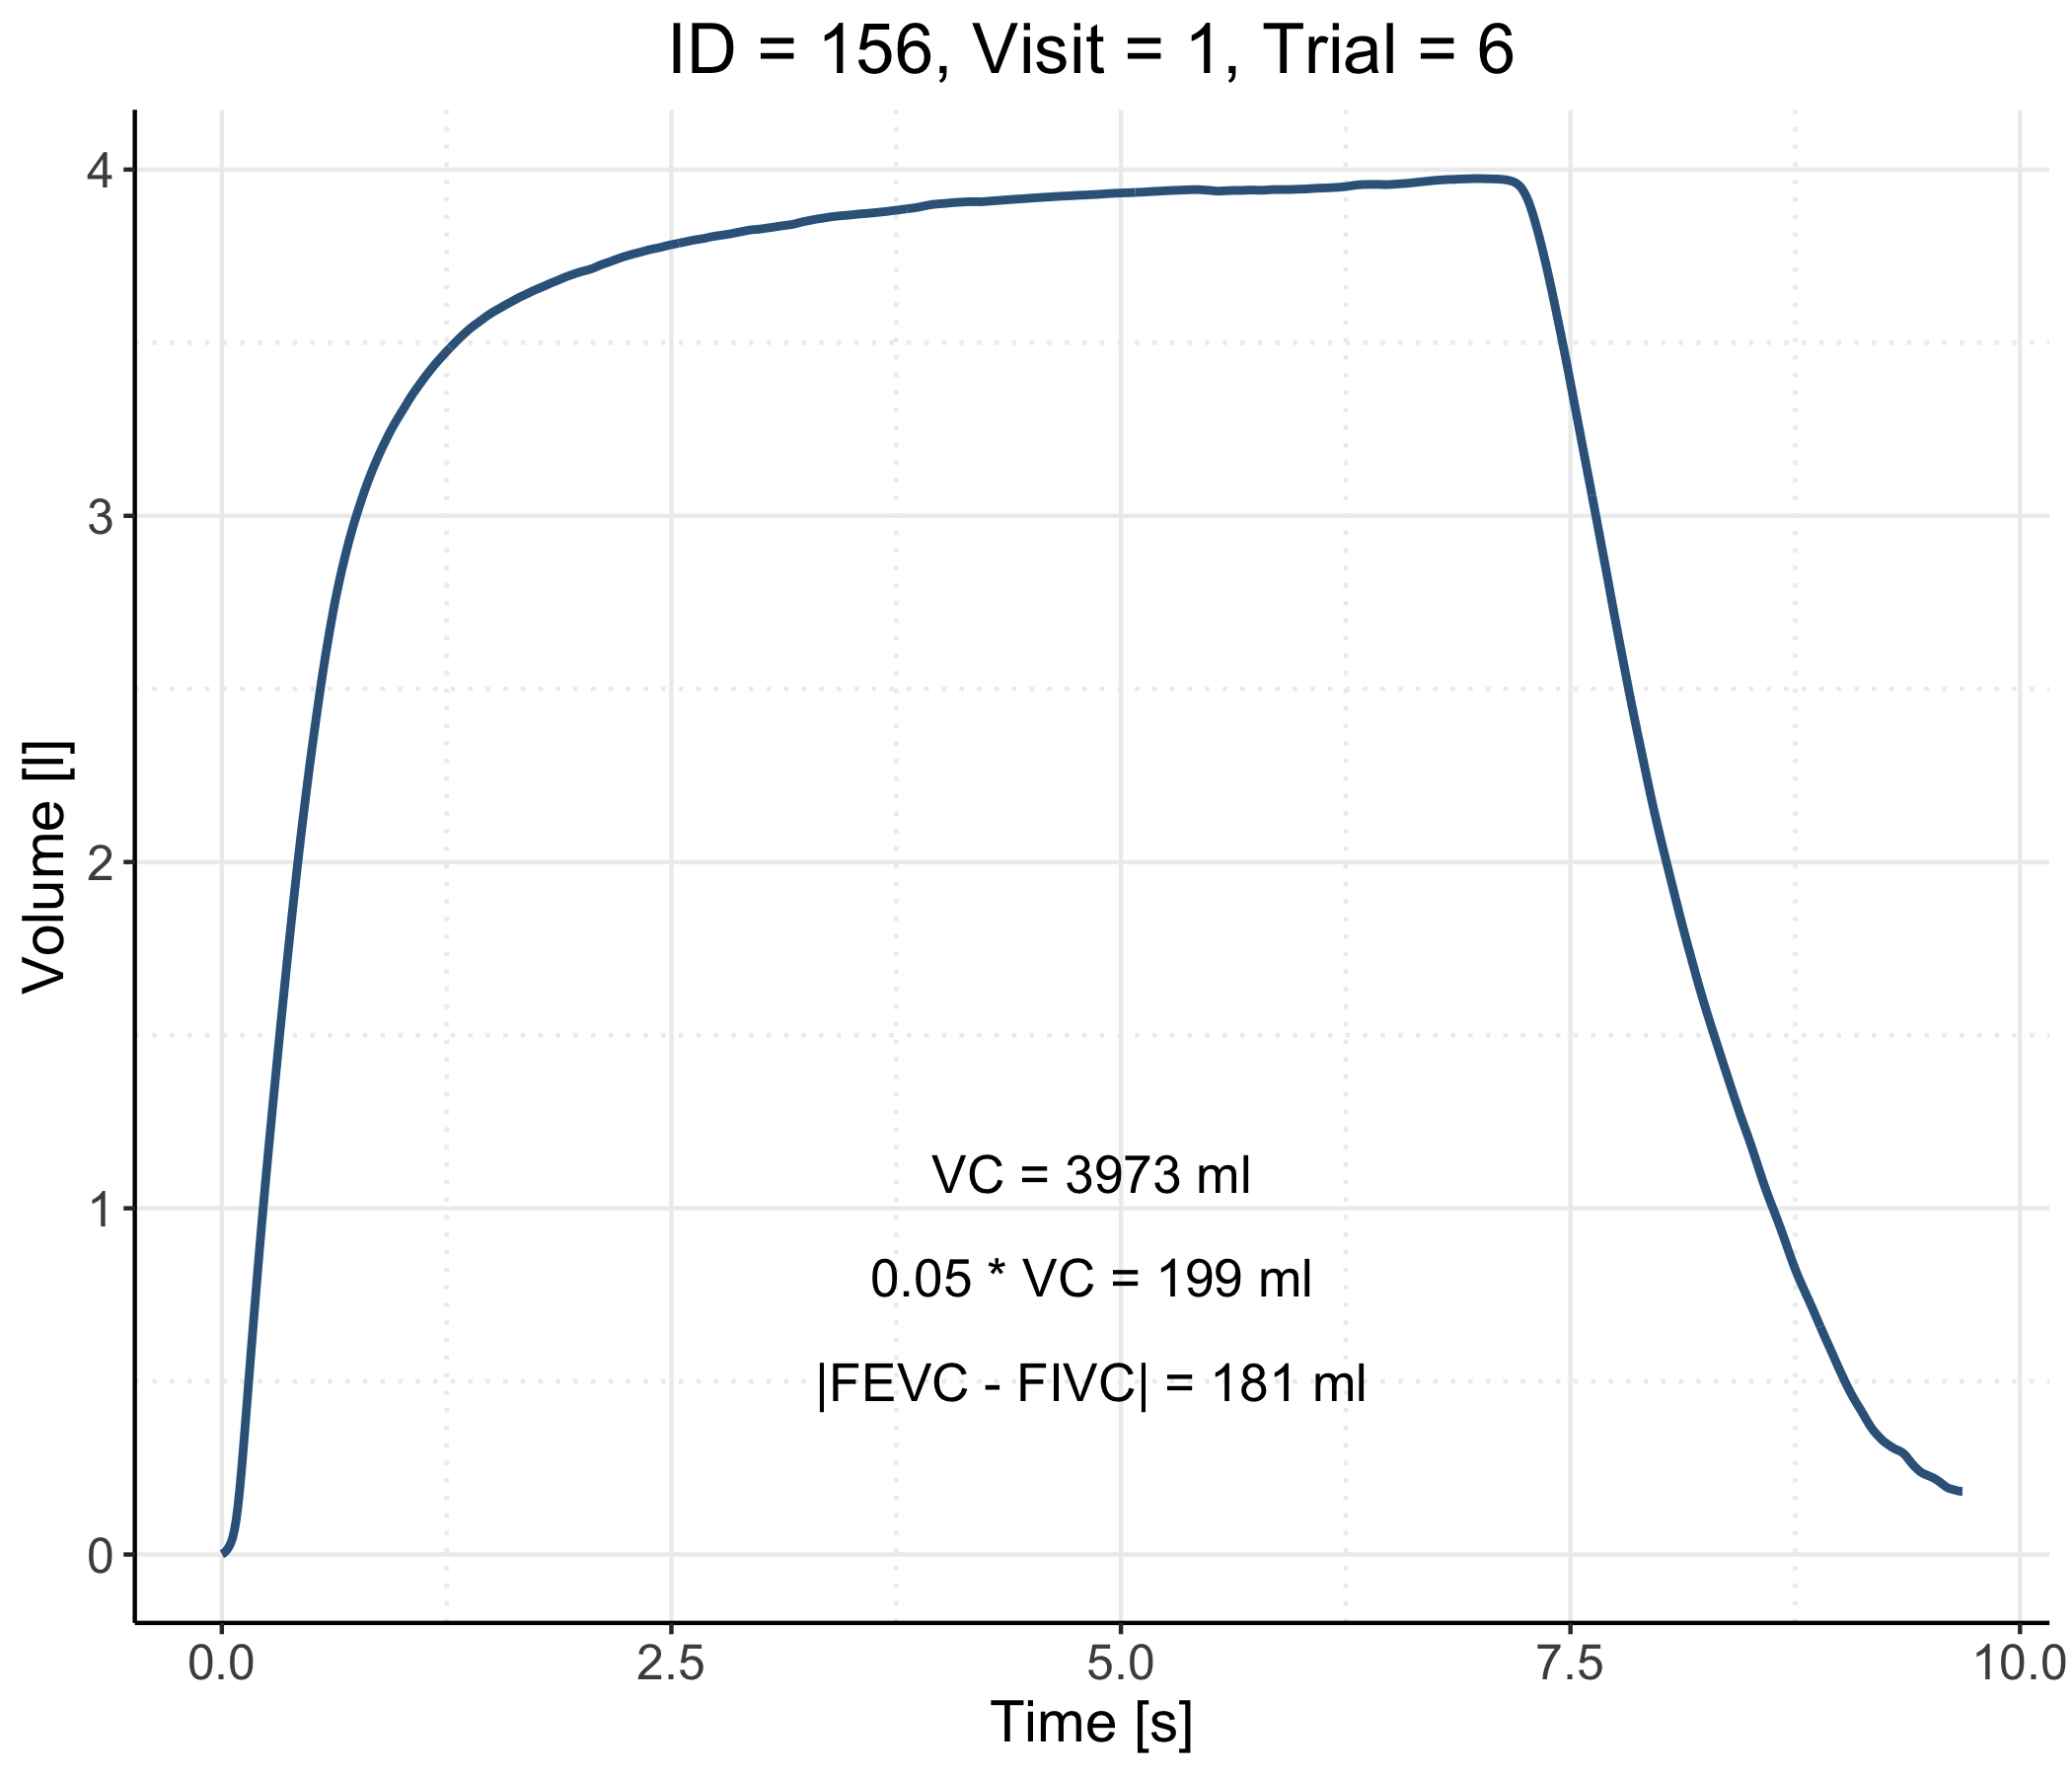 ID = 156, Visit = 1, Trial = 6
4
3
2
1
0
Volume [l]
VC = 3973 ml
0.05 * VC = 199 ml
|FEVC - FIVC| = 181 ml
0.0 2.5 5.0 7.5 10.0
Time [s]